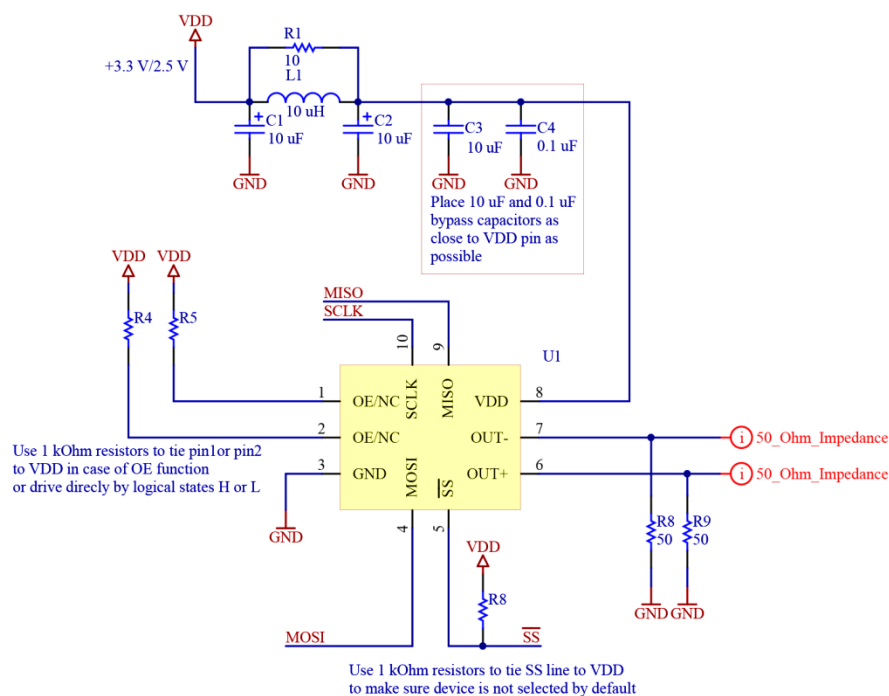 VDD
+3.3 V/2.5 V
R1
10
L1
10 uH
C1
10 uF
C2
10 uF
C3
10 uF
C4
0.1 uF
GND
GND
GND
GND
Place 10 uF and 0.1 uF
bypass capacitors as
close to VDD pin as
possible
VDD
VDD
R4
R5
MISO
SCLK
10
9
U1
1
OE/NC
SCLK
MISO
VDD
8
2
OE/NC
OUT-
7
50_Ohm_Impedance
3
GND
MOSI
SS
OUT+
6
50_Ohm_Impedance
i
i
Use 1 kOhm resistors to tie pin1or pin2
to VDD in case of OE function
or drive direcly by logical states H or L
GND
4
5
VDD
R8
R8
50
R9
50
GND
GND
MOSI
SS
Use 1 kOhm resistors to tie SS line to VDD
to make sure device is not selected by default